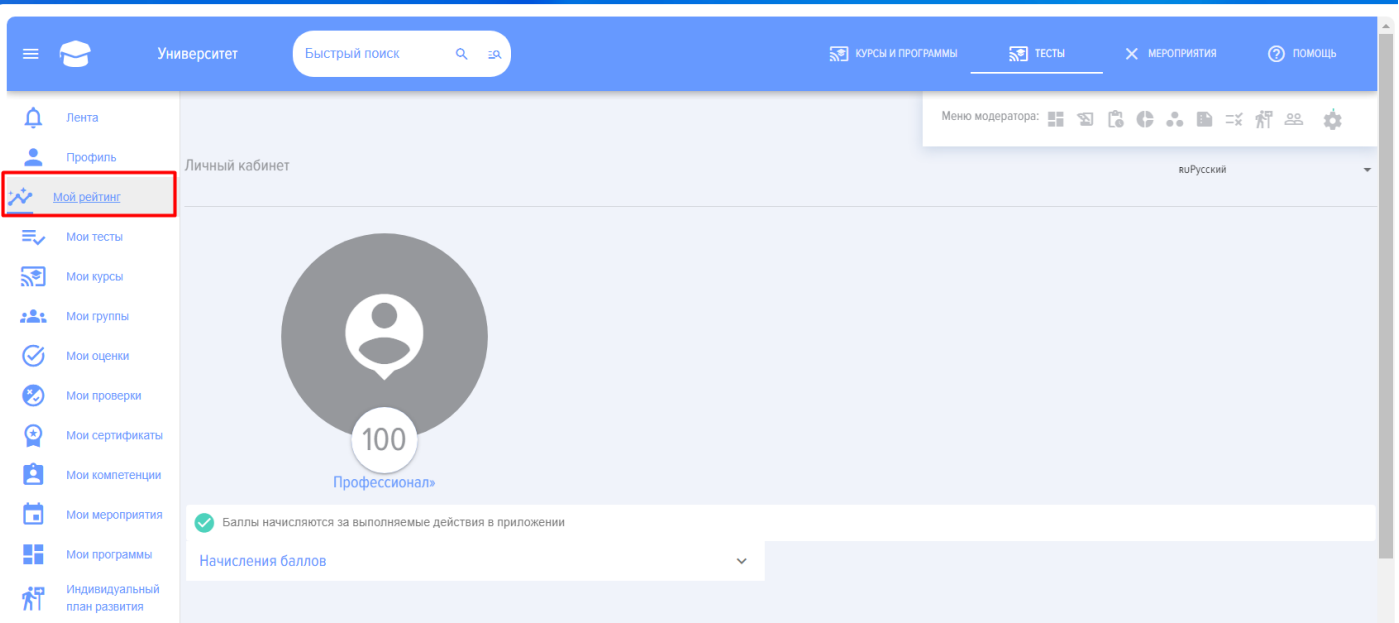 Университет
Быстрый поиск
КУРСЫ И ПРОГРАММЫ
ТЕСТЫ
МЕРОПРИЯТИЯ
ПОМОЩЬ
Меню модератора:
Лента
Профиль
Мой рейтинг
Мои тесты
Мои курсы
Мои группы
Мои оценки
Мои проверки
Мои сертификаты
Мои компетенции
Мои мероприятия
Мои программы
Индивидуальный
план развития
Личный кабинет
RUРусский
100
Профессионал»
Баллы начисляются за выполняемые действия в приложении
Начисления баллов